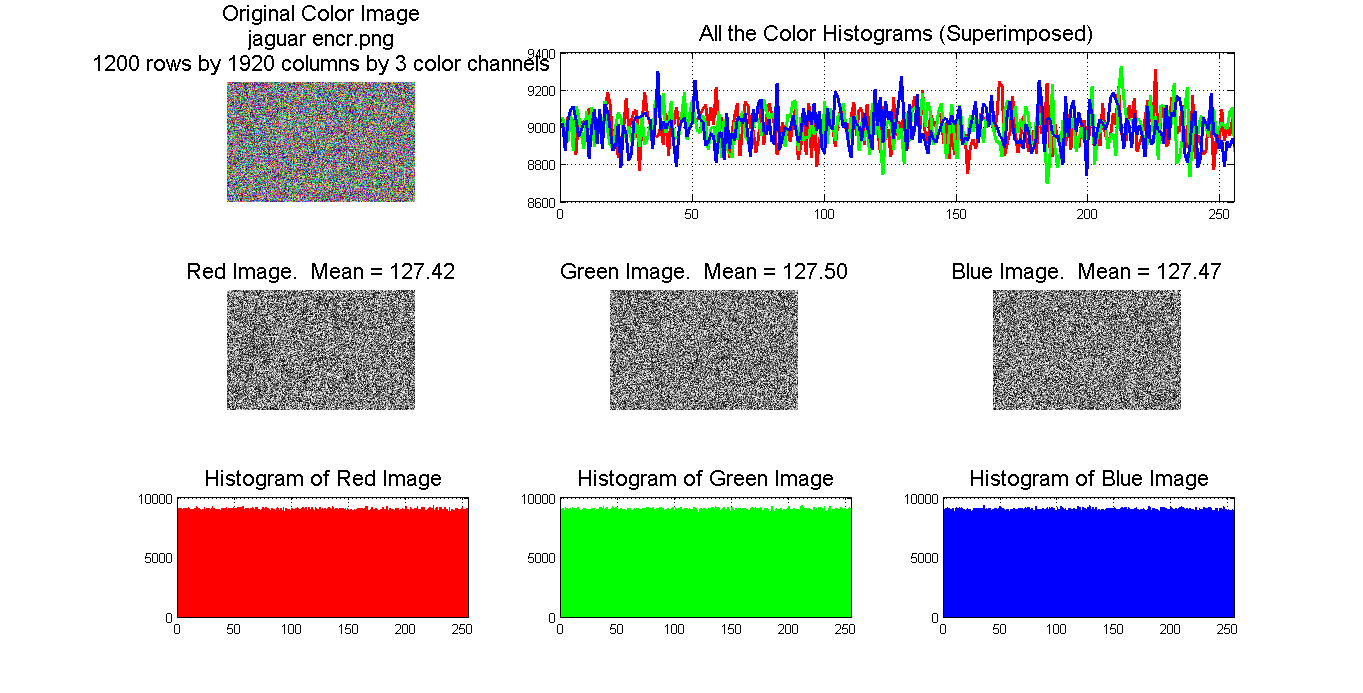 Original Color Image
jaguar encr.png
1200 rows by 1920 columns by 3 color channels
All the Color Histograms (Superimposed)
9400
9200
9000
8800
8600
0 50 100 150 200 250
Red Image.  Mean = 127.42
Green Image.  Mean = 127.50
Blue Image.  Mean = 127.47
Histogram of Red Image
10000
5000
0
0 50 100 150 200 250
Histogram of Green Image
10000
5000
0
0 50 100 150 200 250
Histogram of Blue Image
10000
5000
0
0 50 100 150 200 250